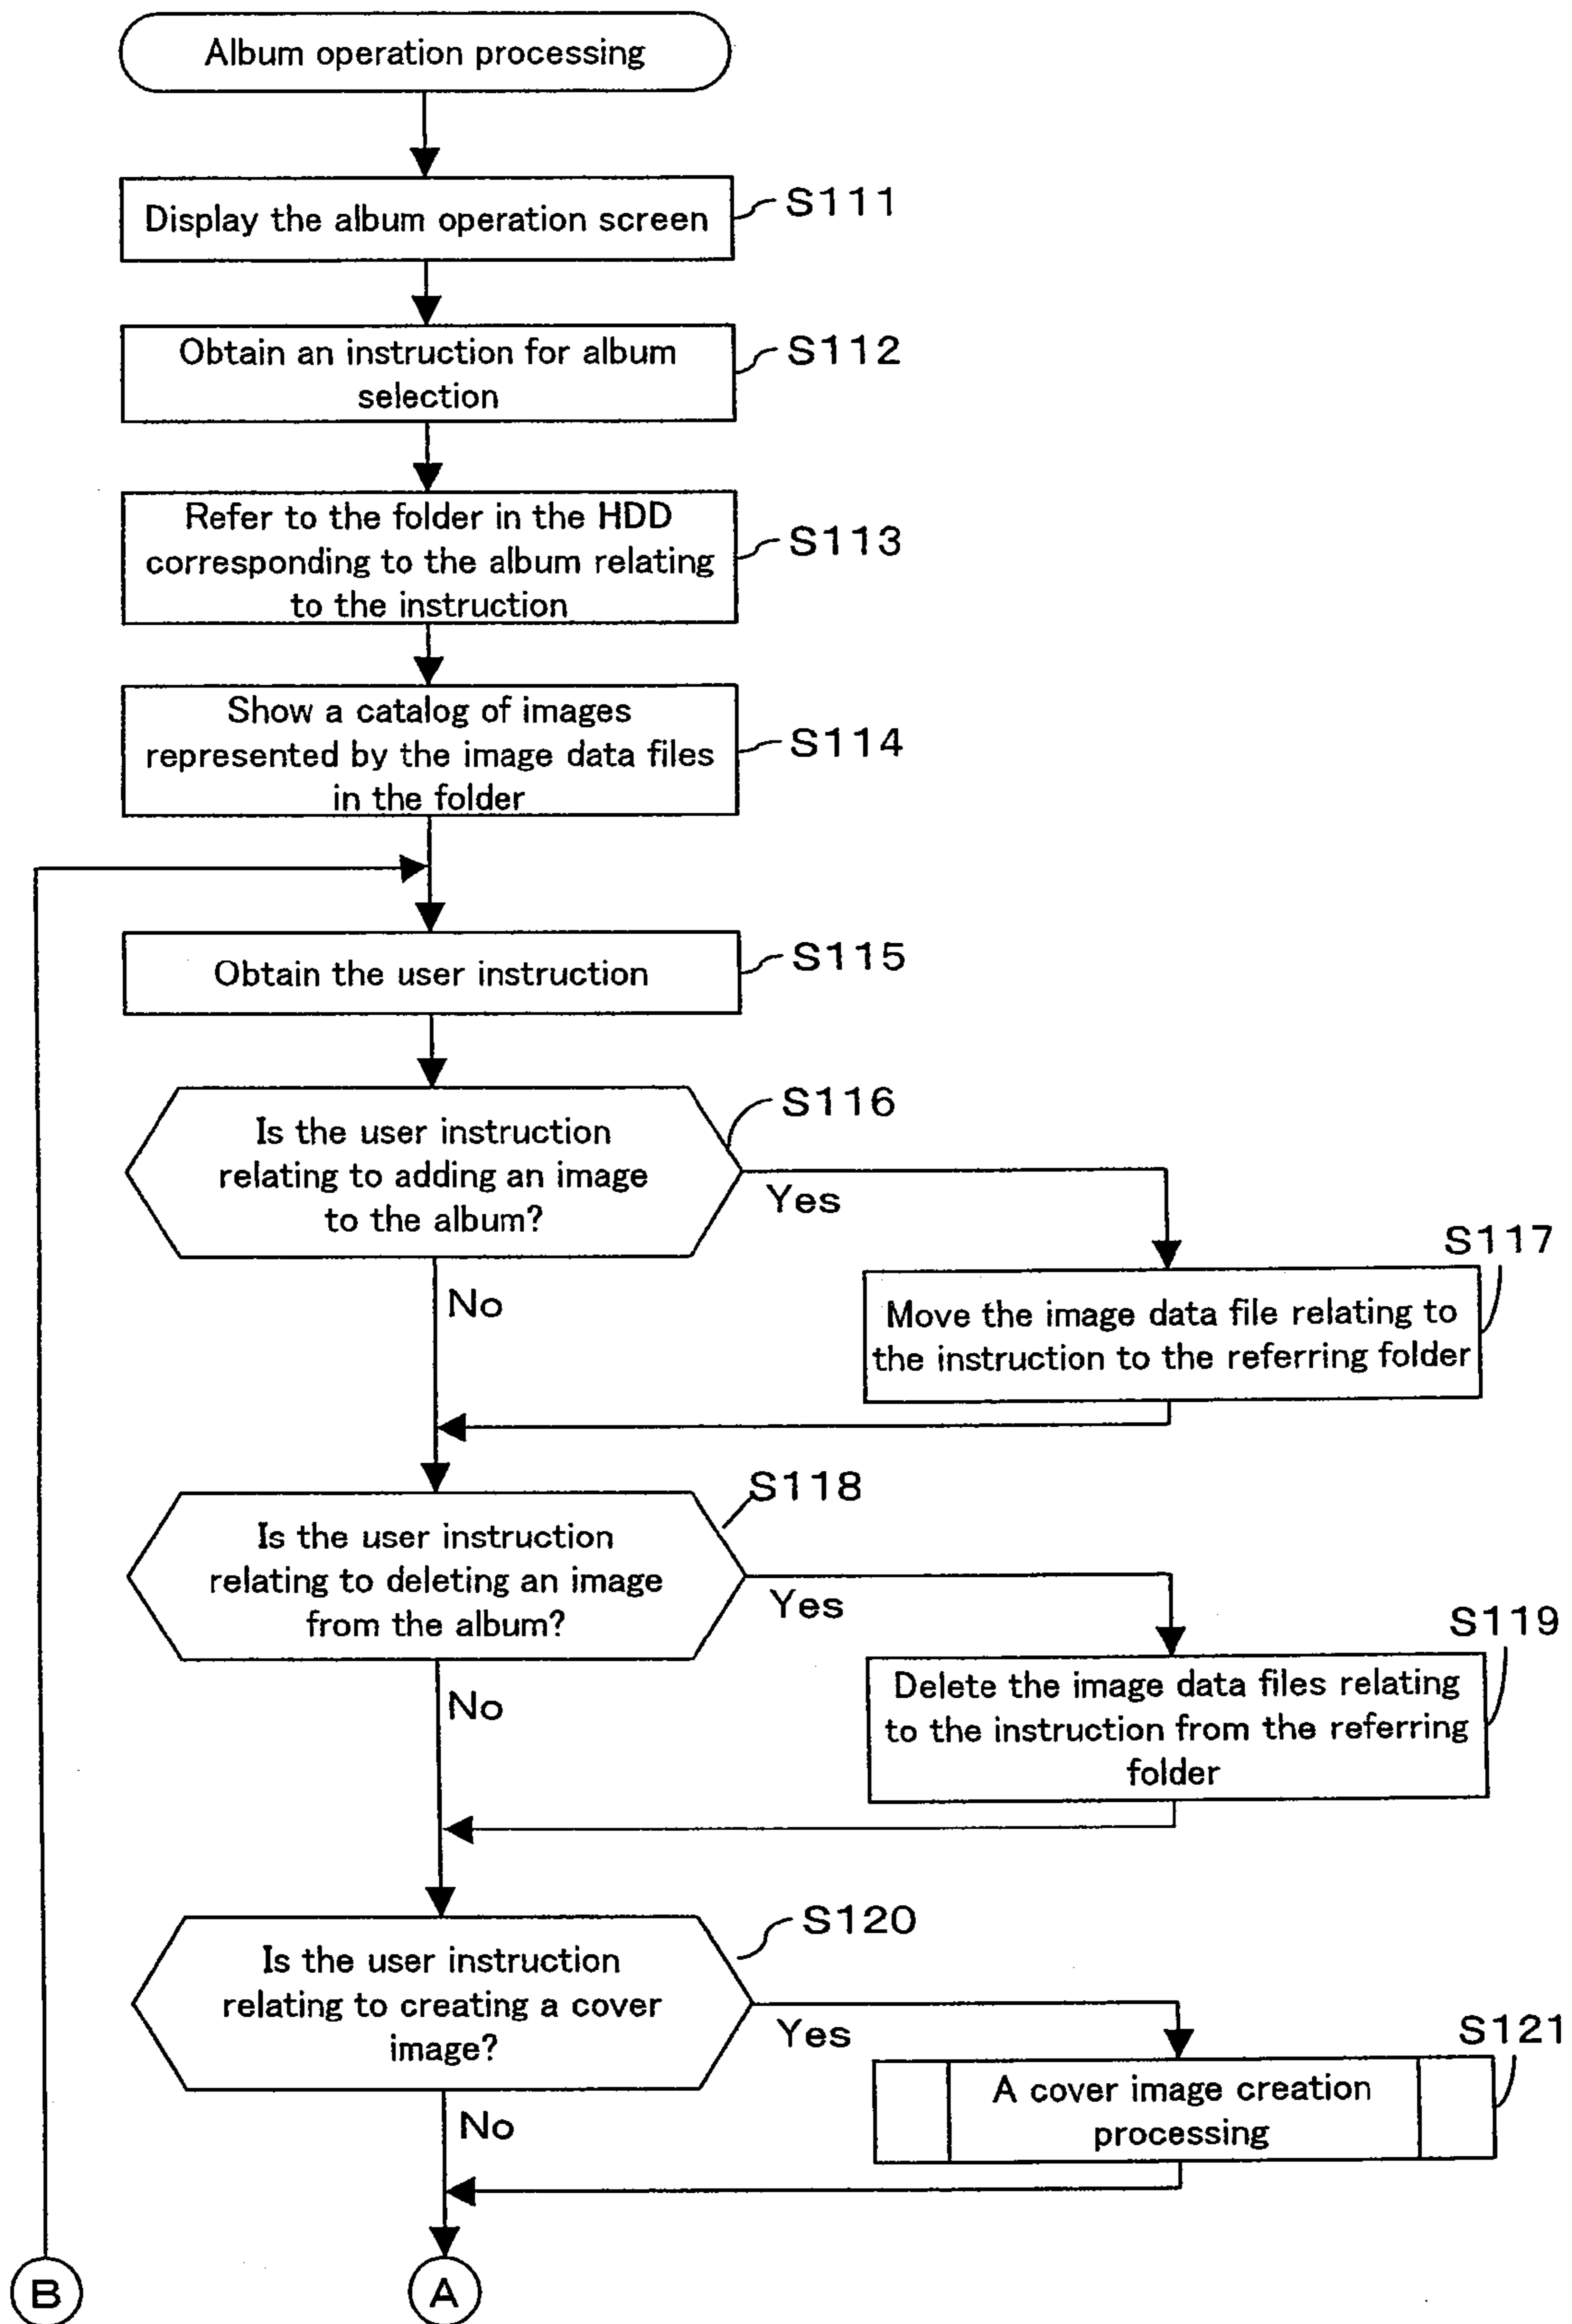 Album operation processing
Display the album operation screen
S111
Obtain an instruction for album
selection
S112
Refer to the folder in the HDD
corresponding to the album relating
to the instruction
S113
Show a catalog of images
represented by the image data files
in the folder
S114
Obtain the user instruction
S115
Is the user instruction
relating to adding an image
to the album?
S116
Yes
No
S117
Move the image data file relating to
the instruction to the referring folder
Is the user instruction
relating to deleting an image
from the album?
S118
Yes
No
S119
Delete the image data files relating
to the instruction from the referring
folder
Is the user instruction
relating to creating a cover
image?
S120
Yes
No
S121
A cover image creation
processing
B
A